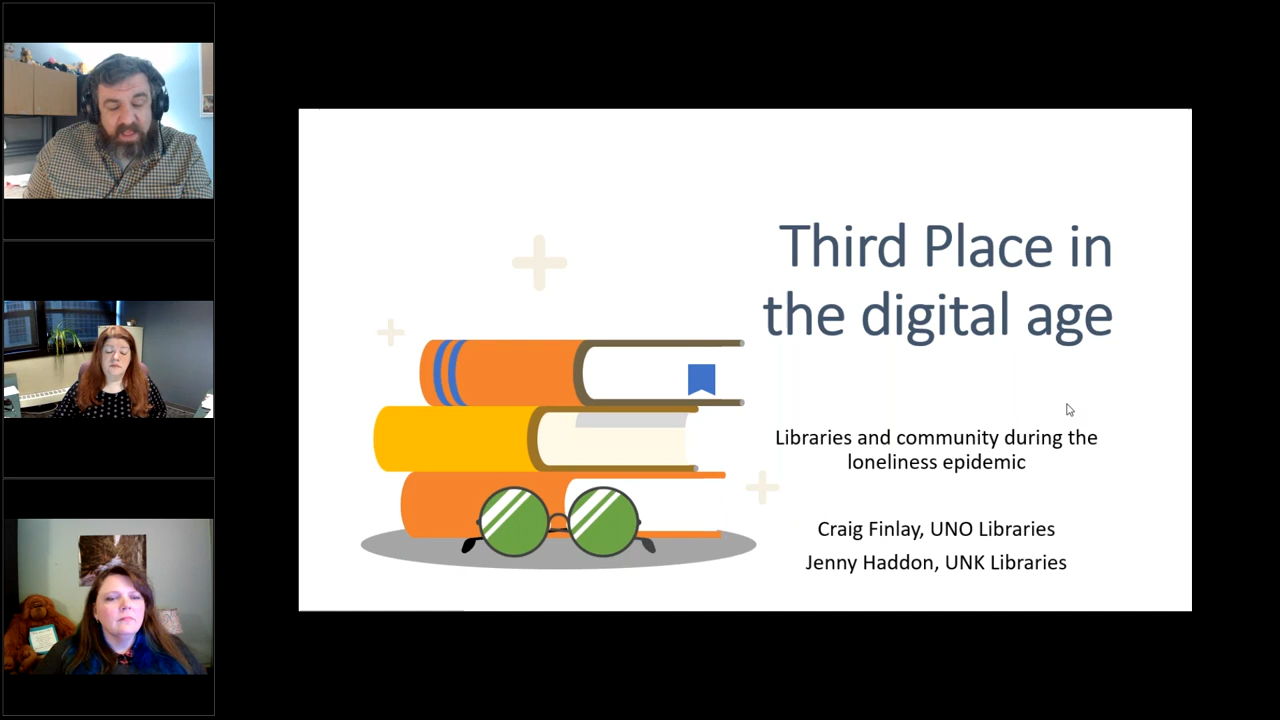 Third Place in
the digital age
Libraries and community during the
loneliness epidemic
Craig Finlay, UNO Libraries
Jenny Haddon, UNK Libraries